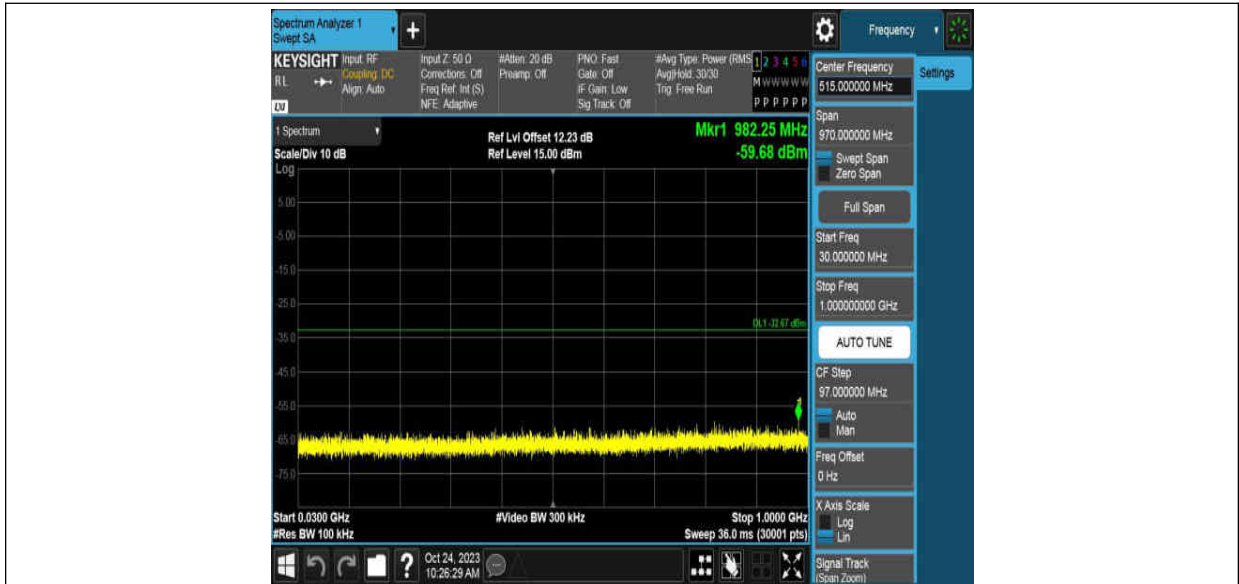 Spectrum Analyzer 1
Swept SA
+
Frequency
KEYSIGHT
RL
Input: RF
Coupling: DC
Align: Auto
Input Z: 50 Ω
Corrections: Off
Freq Ref: Int (S)
NFE: Adaptive
#Atten: 20 dB
Preamp: Off
PNO: Fast
Gate: Off
IF Gain: Low
Sig Track: Off
#Avg Type: Power (RMS
Avg|Hold: 30/30
Trig: Free Run
1 2 3 4 5 6
M W W W W W
P P P P P P
Center Frequency
515.000000 MHz
Settings
Span
970.000000 MHz
Swept Span
Zero Span
Full Span
Start Freq
30.000000 MHz
Stop Freq
1.000000000 GHz
AUTO TUNE
CF Step
97.000000 MHz
Auto
Man
Freq Offset
0 Hz
X Axis Scale
Log
Lin
Signal Track
(Span Zoom)
1 Spectrum
Scale/Div 10 dB
Log
Ref Lvl Offset 12.23 dB
Ref Level 15.00 dBm
Mkr1 982.25 MHz
-59.68 dBm
5.00
-5.00
-15.0
-25.0
DL1 -32.67 dBm
-35.0
-45.0
-55.0
1
-65.0
-75.0
Start 0.0300 GHz
#Res BW 100 kHz
#Video BW 300 kHz
Stop 1.0000 GHz
Sweep 36.0 ms (30001 pts)
?
Oct 24, 2023
10:26:29 AM